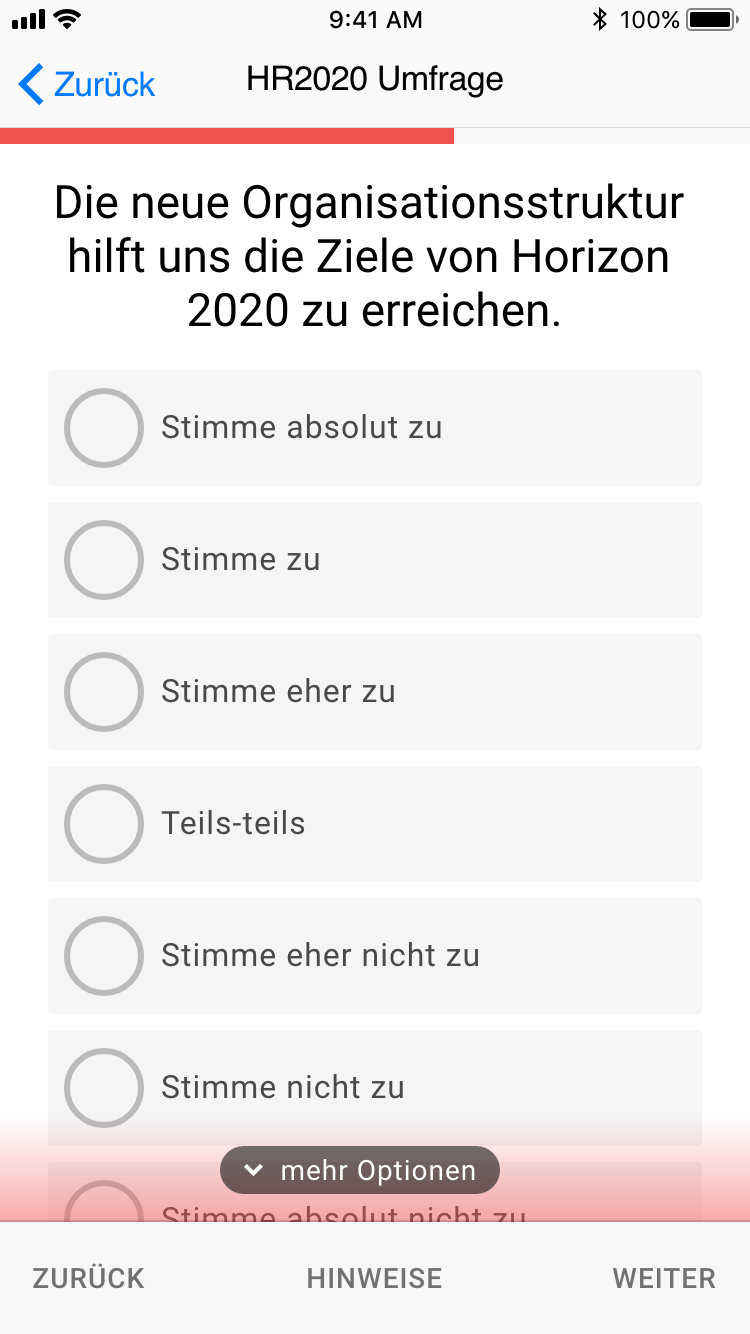 9:41 AM
100%
Zurück
HR2020 Umfrage
Die neue Organisationsstruktur
hilft uns die Ziele von Horizon
2020 zu erreichen.
Stimme absolut zu
Stimme zu
Stimme eher zu
Teils-teils
Stimme eher nicht zu
Stimme nicht zu
mehr Optionen
Stimme absolut nicht zu
ZURÜCK
HINWEISE
WEITER